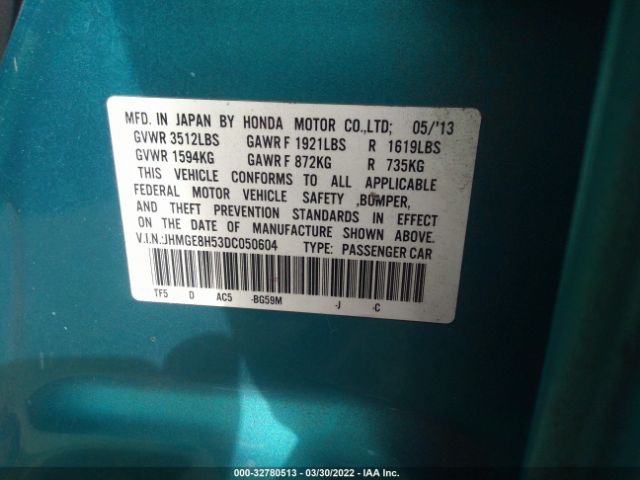 MFD. IN JAPAN BY HONDA MOTOR CO.,LTD; 05/'13
GVWR 3512LBS GAWR F 1921LBS R 1619LBS
GVWR 1594KG GAWR F 872KG R 735KG
THIS VEHICLE CONFORMS TO ALL APPLICABLE
FEDERAL MOTOR VEHICLE SAFETY ,BUMPER,
AND THEFT PREVENTION STANDARDS IN EFFECT
ON THE DATE OF MANUFACTURE SHOWN ABOVE.
V.I.N.:JHMGE8H53DC050604 TYPE: PASSENGER CAR
TF5 D AC5 -BG59M -J -C
000-32780513 - 03/30/2022 - IAA Inc.